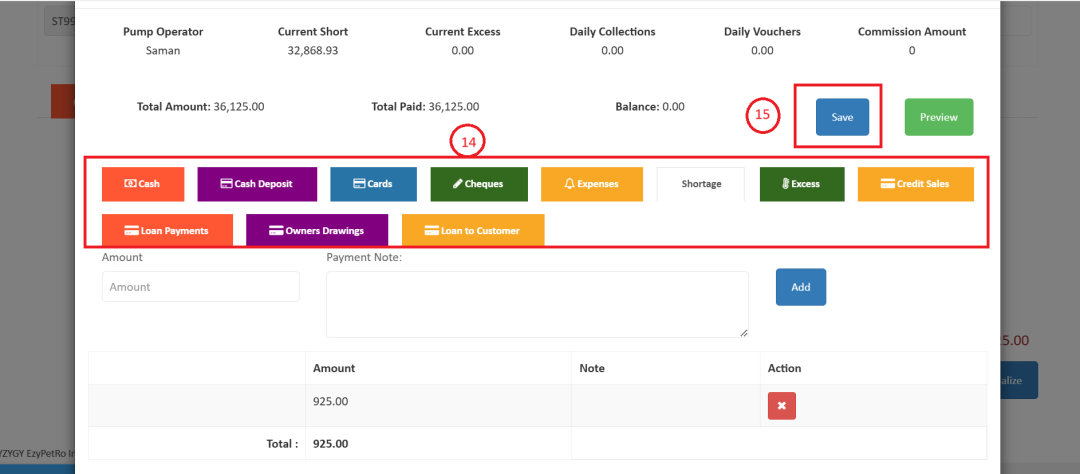 ST99
Pump Operator Current Short Current Excess Daily Collections Daily Vouchers Commission Amount
Saman 32,868.93 0.00 0.00 0.00 0
Total Amount: 36,125.00 Total Paid: 36,125.00 Balance: 0.00 15 Save Preview
14
Cash Cash Deposit Cards Cheques Expenses Shortage Excess Credit Sales
Loan Payments Owners Drawings Loan to Customer
Amount Payment Note:
Amount Add
5.00
Amount Note Action
alize
925.00
Total : 925.00
YZYGY EzyPetRo